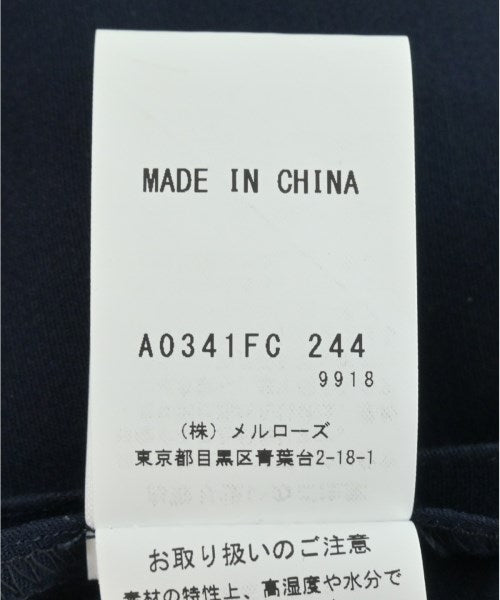 MADE IN CHINA
A0341FC 244
9918
(株) メルローズ
東京都目黒区青葉台2-18-1
お取り扱いのご注意
素材の特性上、高湿度や水分で